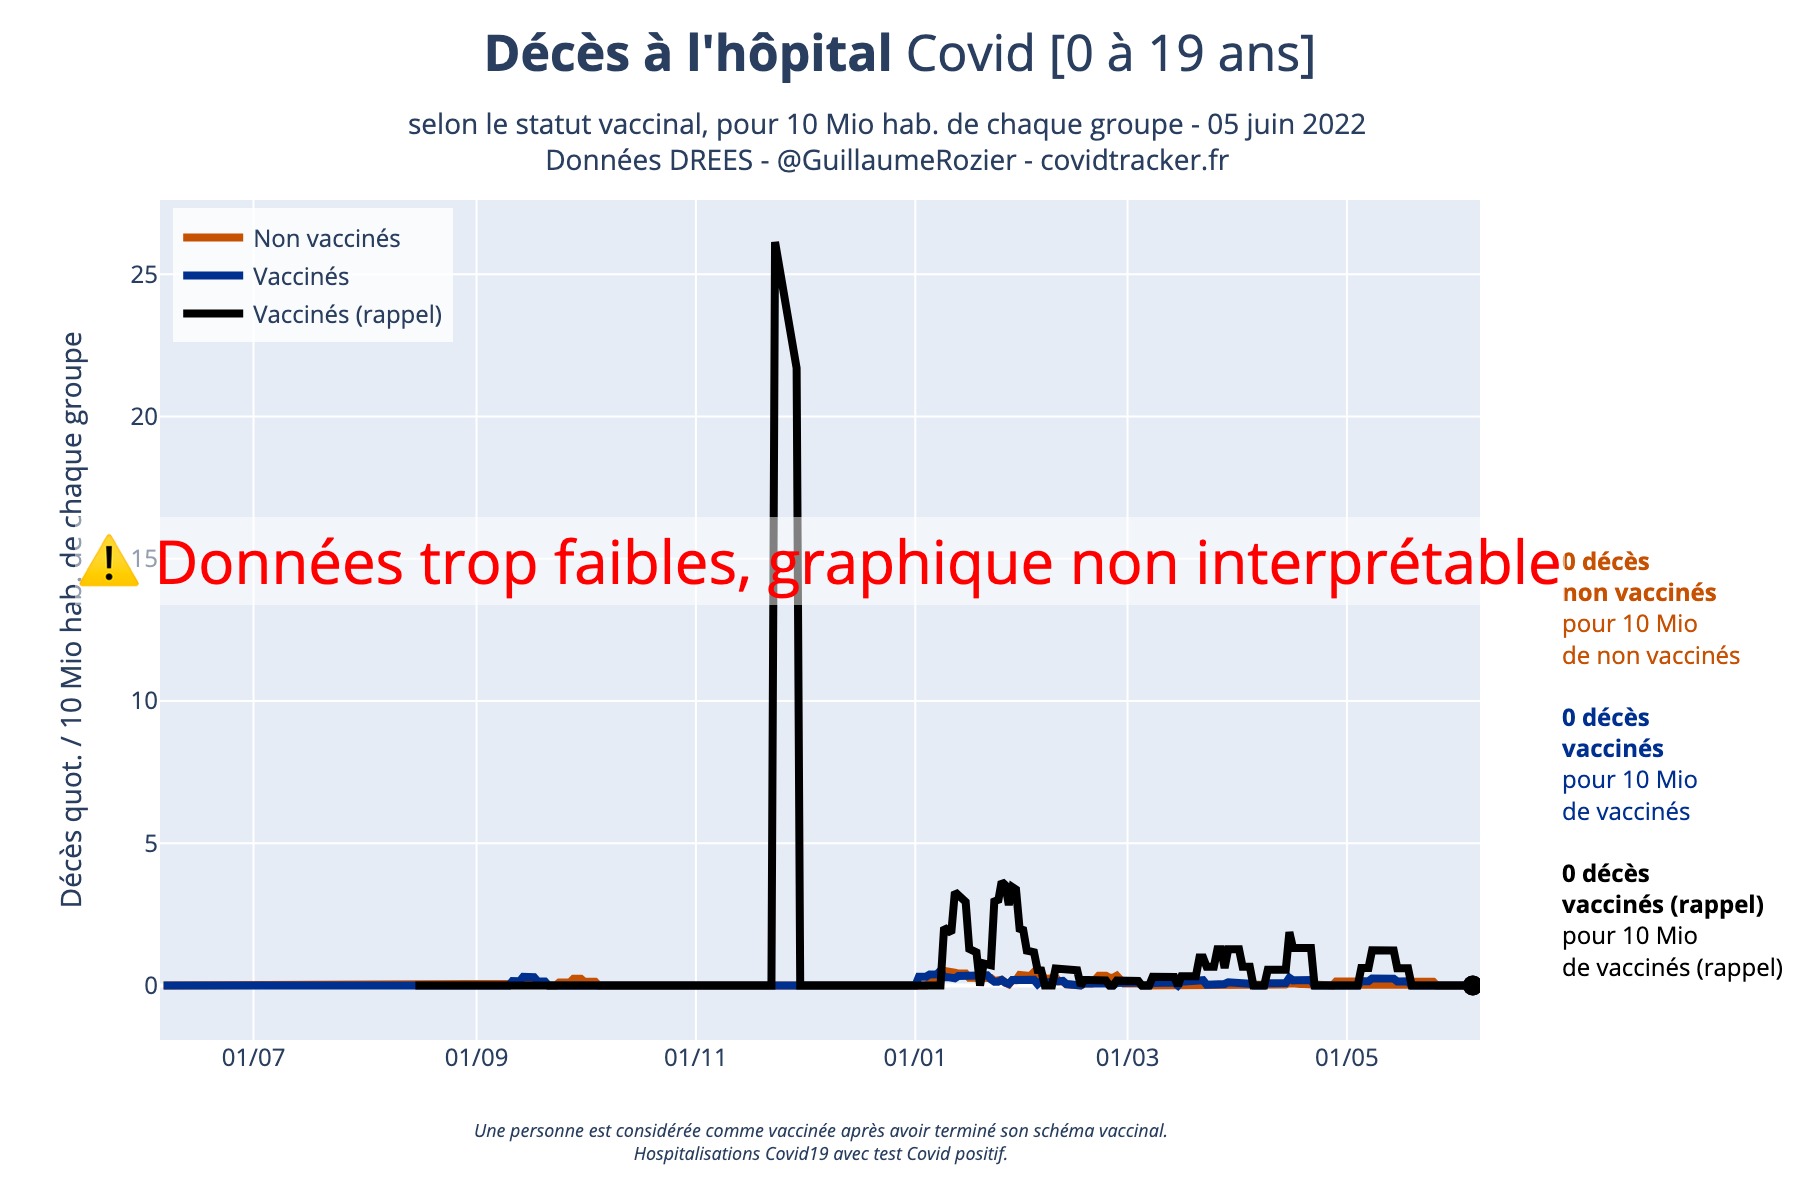 Décès à l'hôpital Covid [0 à 19 ans]
selon le statut vaccinal, pour 10 Mio hab. de chaque groupe - 05 juin 2022
Données DREES - @GuillaumeRozier - covidtracker.fr
Non vaccinés
Vaccinés
Vaccinés (rappel)
Décès quot. / 10 Mio hab. de chaque groupe
25
20
15
10
5
0
Données trop faibles, graphique non interprétable
0 décès
non vaccinés
pour 10 Mio
de non vaccinés
0 décès
vaccinés
pour 10 Mio
de vaccinés
0 décès
vaccinés (rappel)
pour 10 Mio
de vaccinés (rappel)
01/07
01/09
01/11
01/01
01/03
01/05
Une personne est considérée comme vaccinée après avoir terminé son schéma vaccinal.
Hospitalisations Covid19 avec test Covid positif.